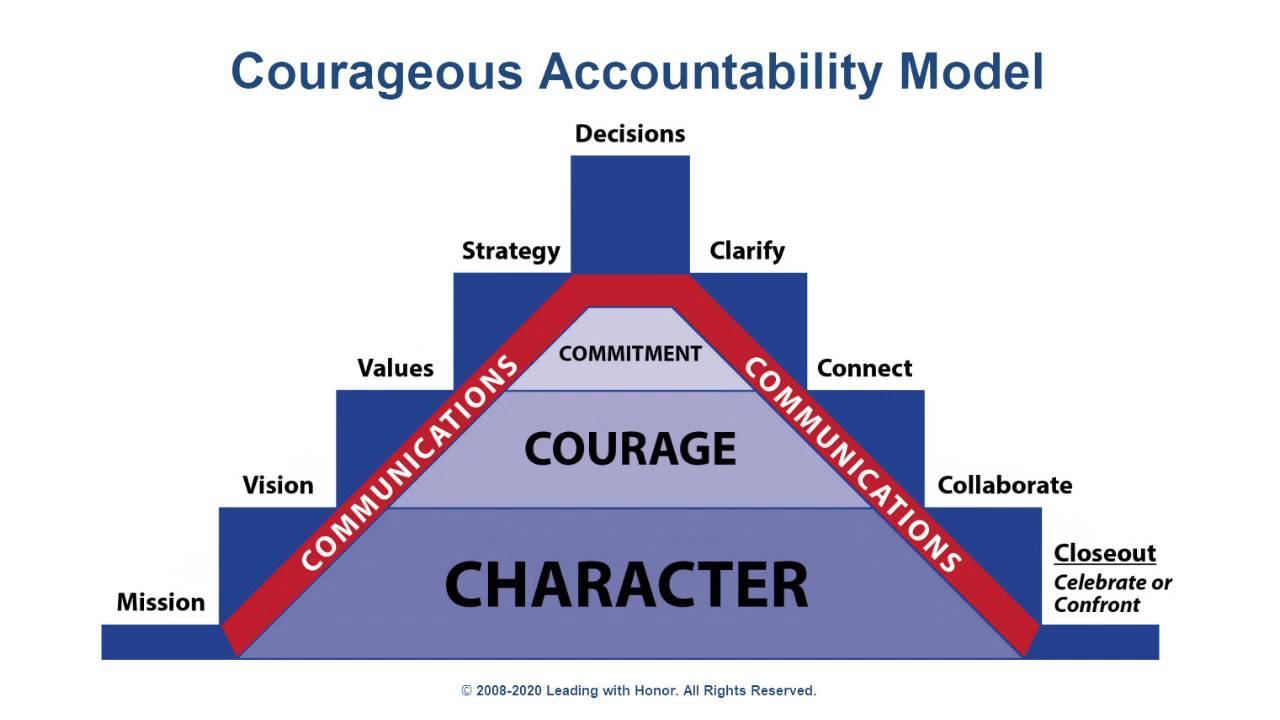 Courageous Accountability Model
Decisions
Strategy
Clarify
COMMITMENT
Values
Connect
COMMUNICATIONS
COMMUNICATIONS
COURAGE
Vision
Collaborate
CHARACTER
Closeout
Celebrate or
Confront
Mission
© 2008-2020 Leading with Honor. All Rights Reserved.